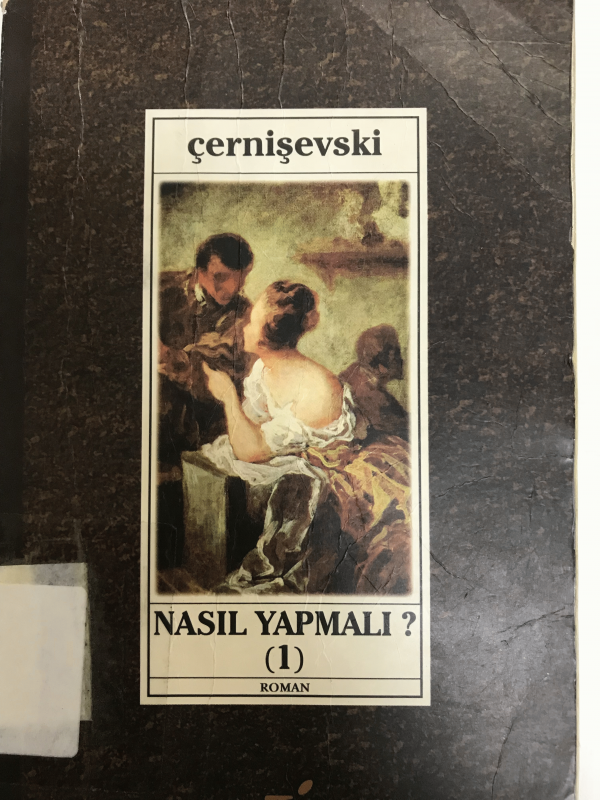 çernişevski
NASIL YAPMALI ?
(1)
ROMAN